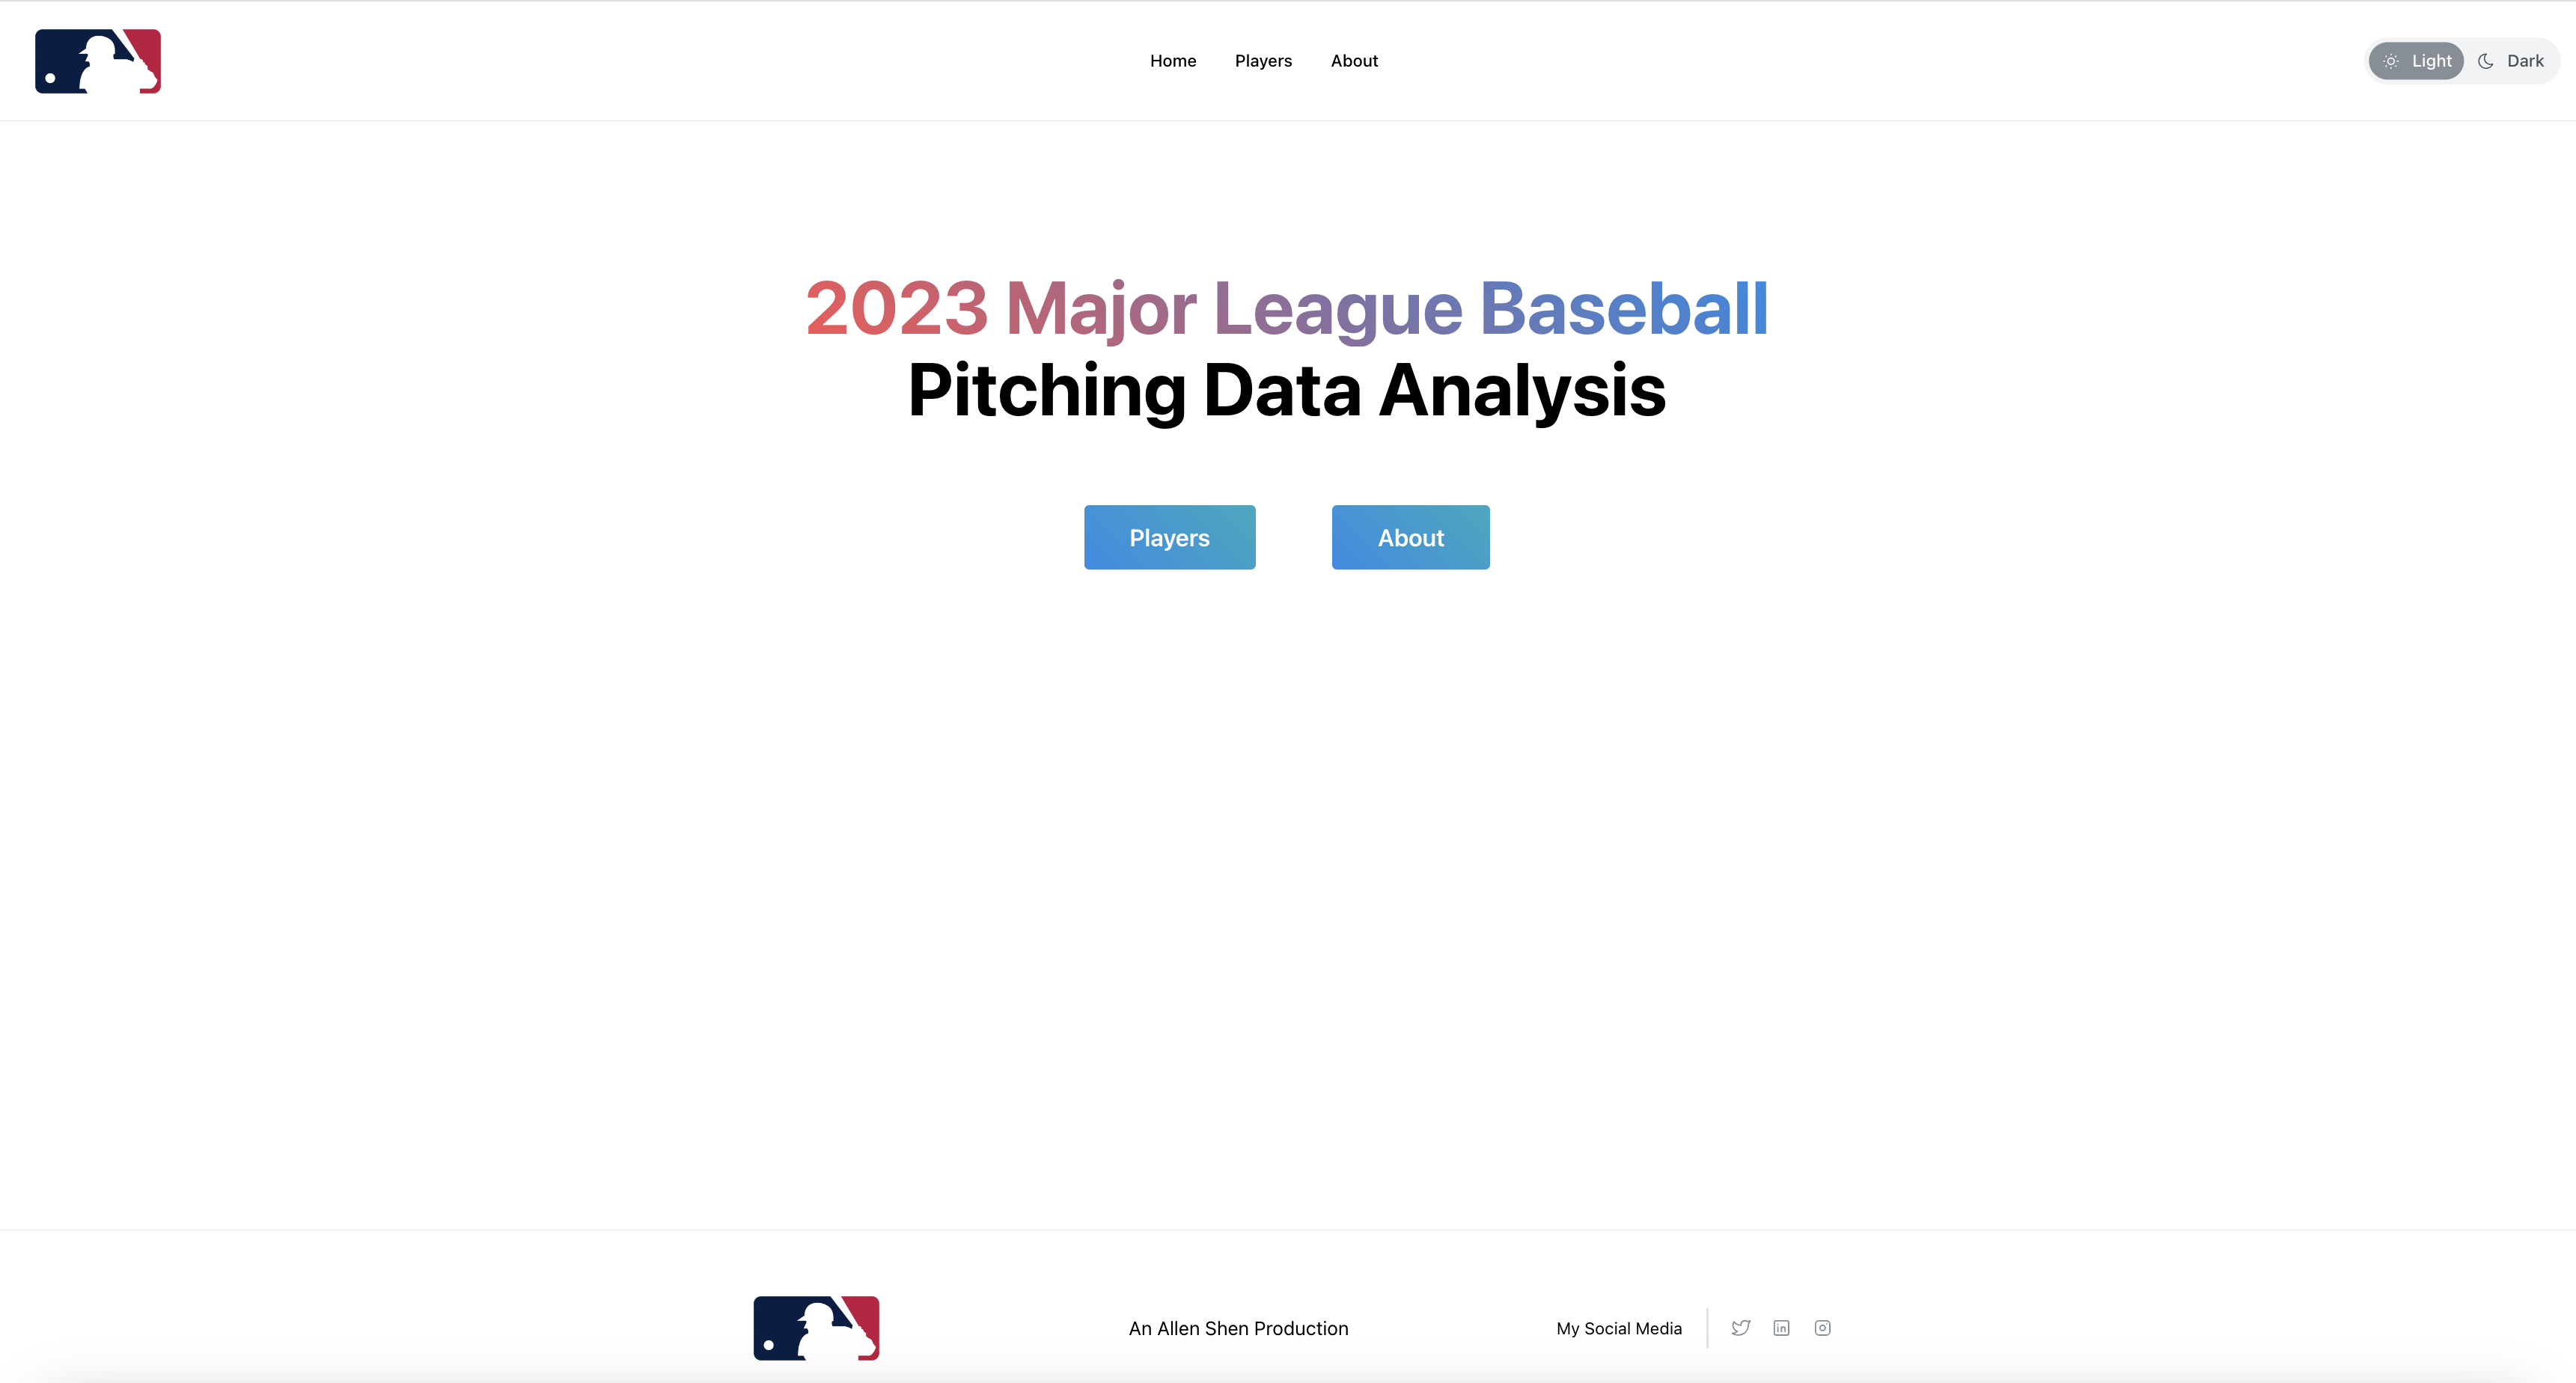 Home Players About
Light Dark
2023 Major League Baseball
Pitching Data Analysis
Players About
An Allen Shen Production My Social Media